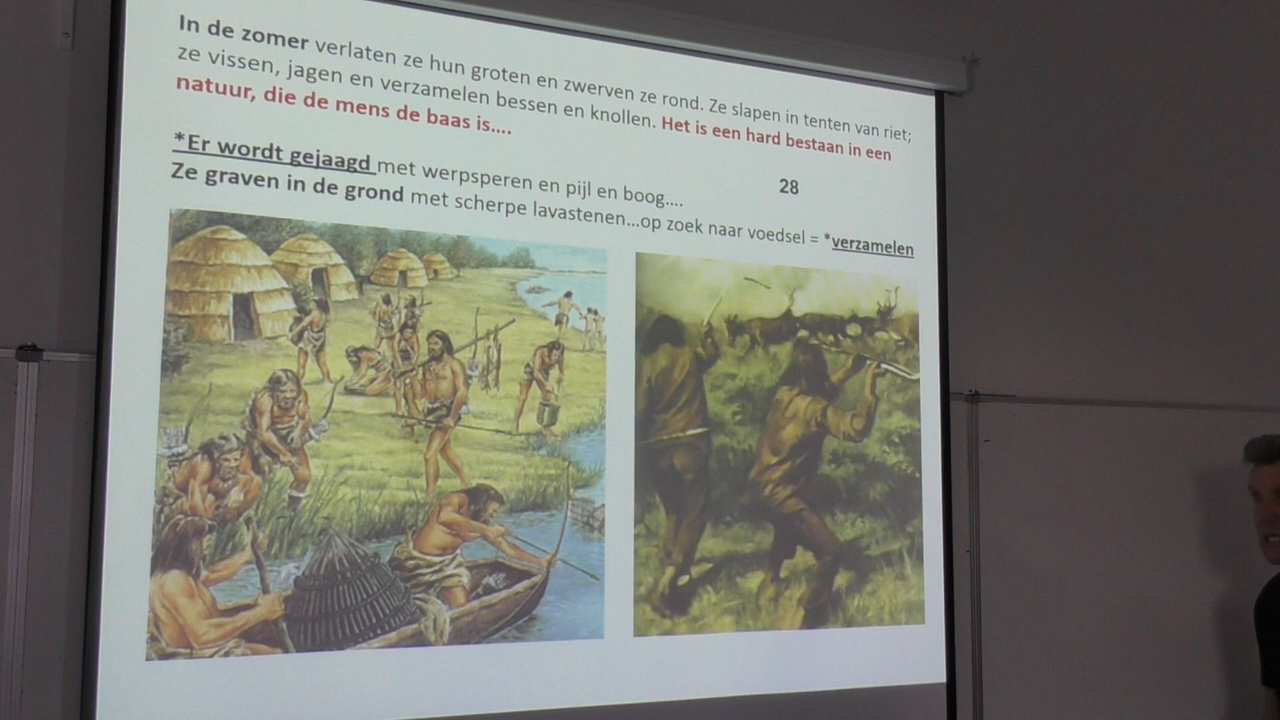 In de zomer verlaten ze hun groten en zwerven ze rond. Ze slapen in tenten van riet;
ze vissen, jagen en verzamelen bessen en knollen. Het is een hard bestaan in een
natuur, die de mens de baas is....
*Er wordt gejaagd met werpsperen en pijl en boog....
28
Ze graven in de grond met scherpe lavastenen...op zoek naar voedsel = *verzamelen